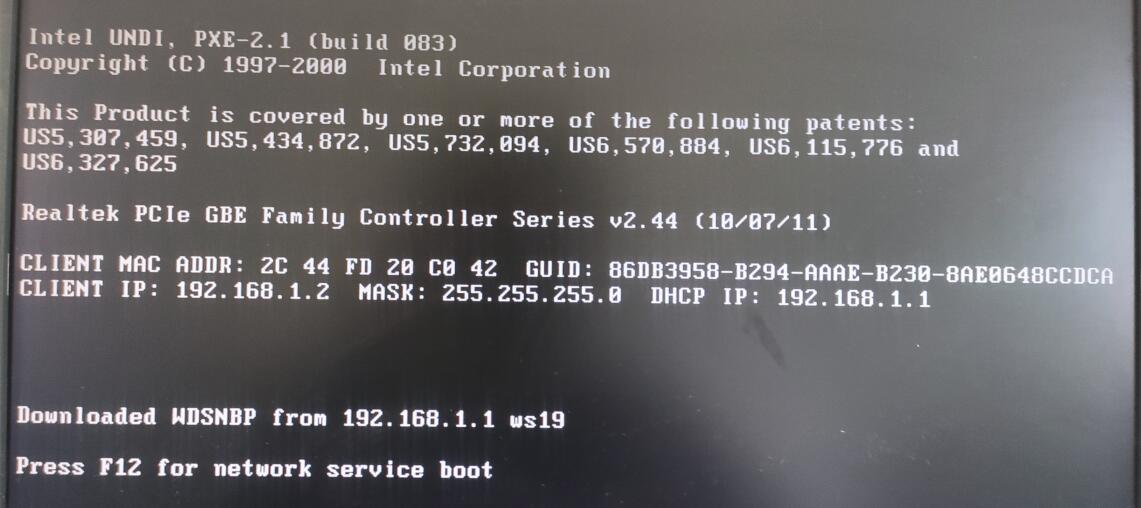 Intel UNDI, PXE-2.1 (build 083)
Copyright (C) 1997-2000  Intel Corporation
This Product is covered by one or more of the following patents:
US5,307,459, US5,434,872, US5,732,094, US6,570,884, US6,115,776 and
US6,327,625
Realtek PCIe GBE Family Controller Series v2.44 (10/07/11)
CLIENT MAC ADDR: 2C 44 FD 20 C0 42  GUID: 86DB3958-B294-AAAE-B230-8AE0648CCDCA
CLIENT IP: 192.168.1.2  MASK: 255.255.255.0  DHCP IP: 192.168.1.1
Downloaded WDSNBP from 192.168.1.1 ws19
Press F12 for network service boot